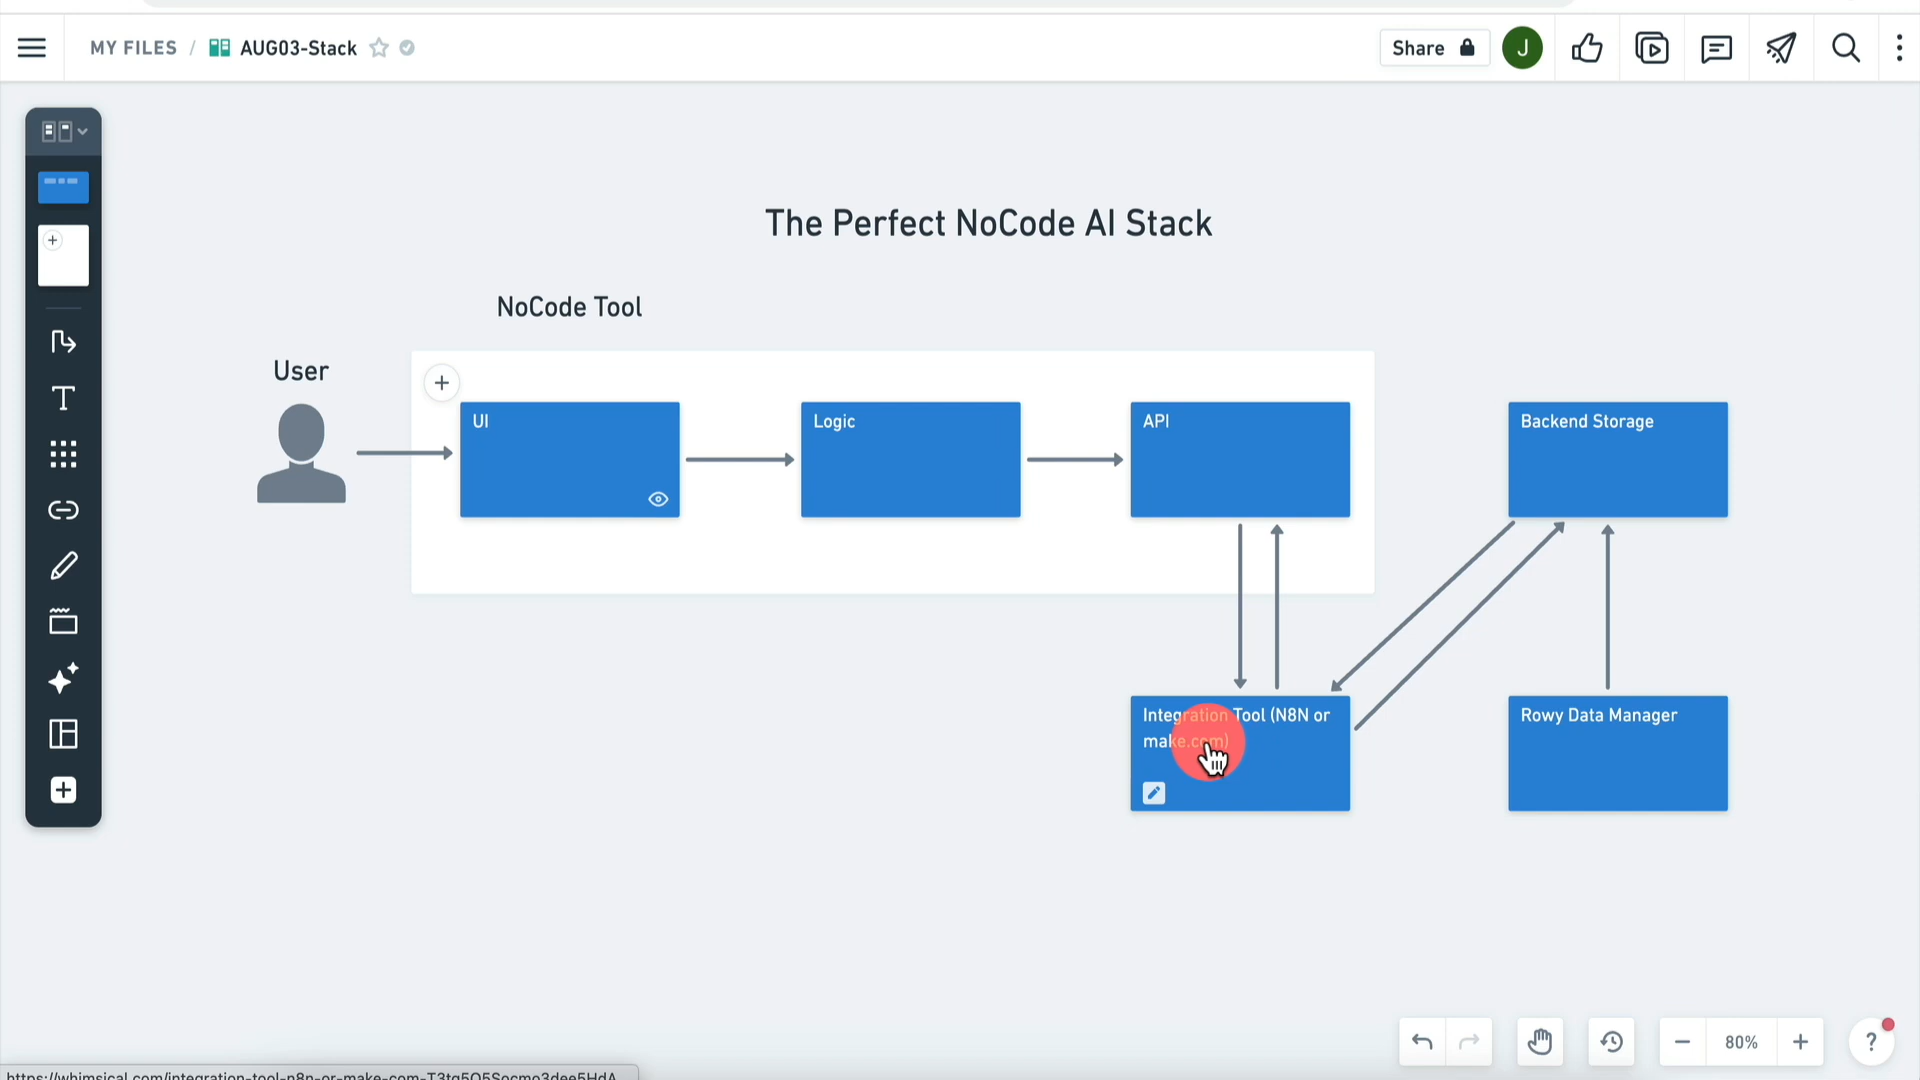 MY FILES / AUG03-Stack
Share
J
The Perfect NoCode AI Stack
NoCode Tool
User
UI
Logic
API
Backend Storage
Integration Tool (N8N or
make.com)
Rowy Data Manager
80%
?